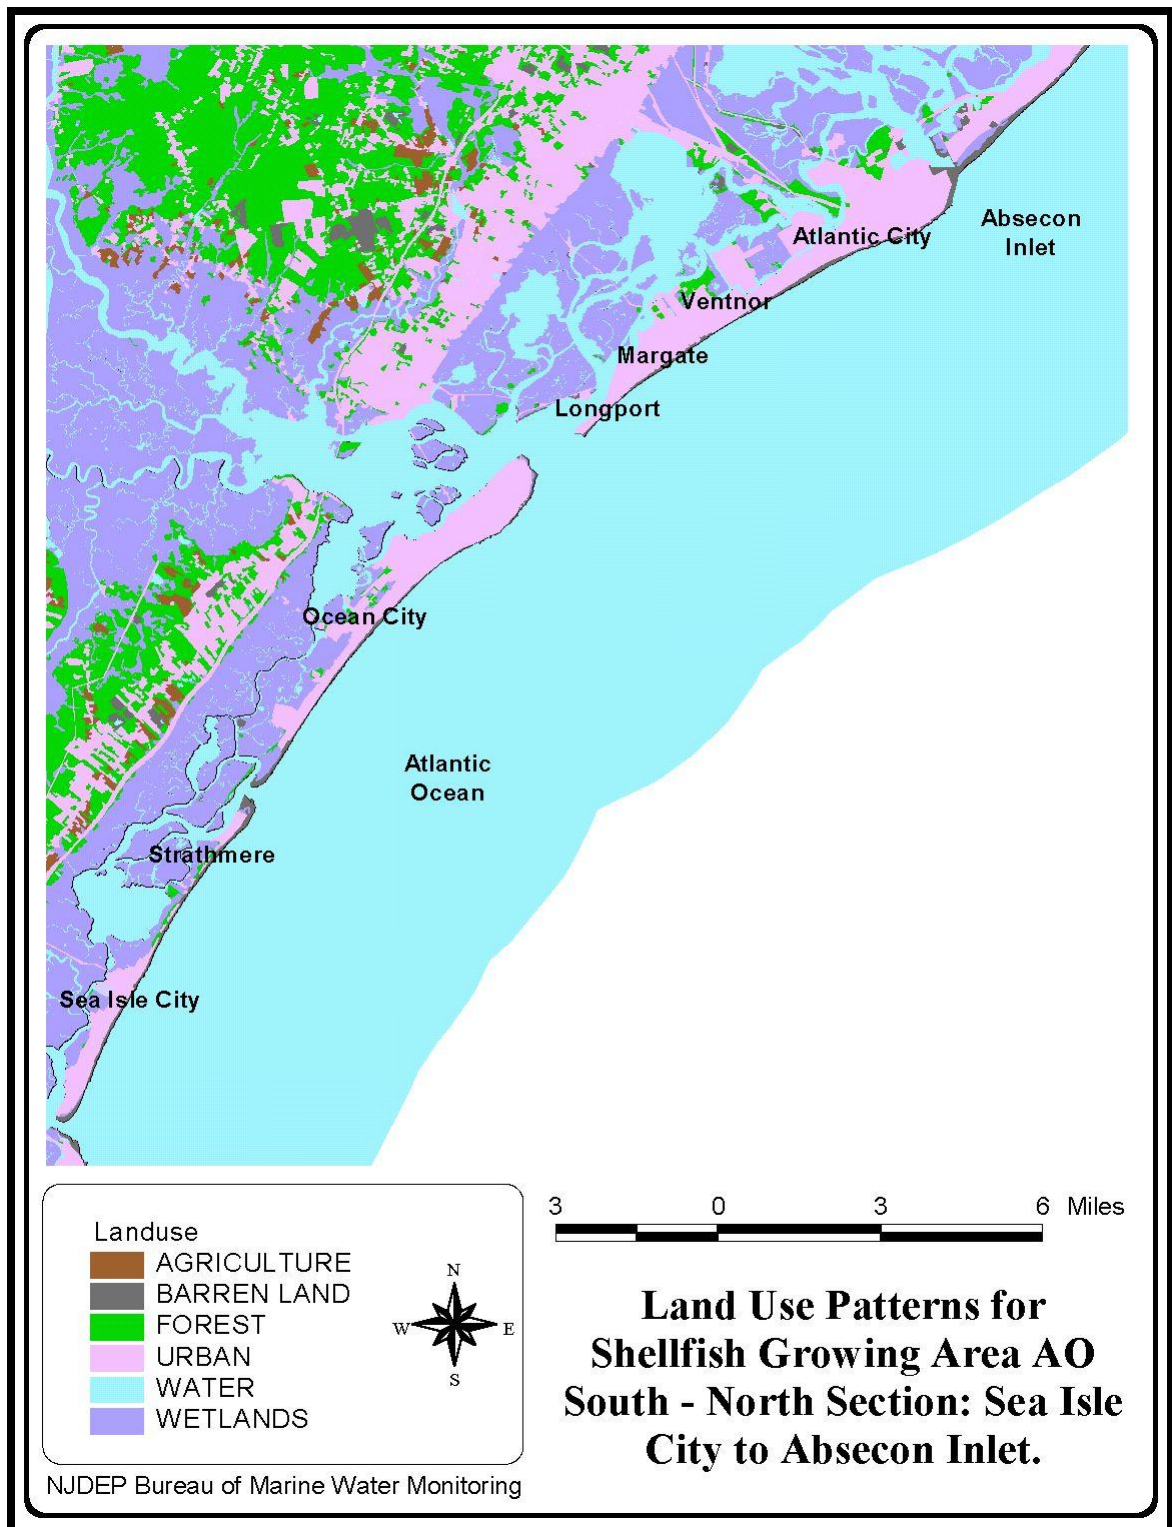 Absecon
Inlet
Atlantic City
Ventnor
Margate
Longport
Ocean City
Atlantic
Ocean
Strathmere
Sea Isle City
3 0 3 6 Miles
Landuse
AGRICULTURE
BARREN LAND
FOREST
URBAN
WATER
WETLANDS
N
W E
S
Land Use Patterns for
Shellfish Growing Area AO
South - North Section: Sea Isle
City to Absecon Inlet.
NJDEP Bureau of Marine Water Monitoring